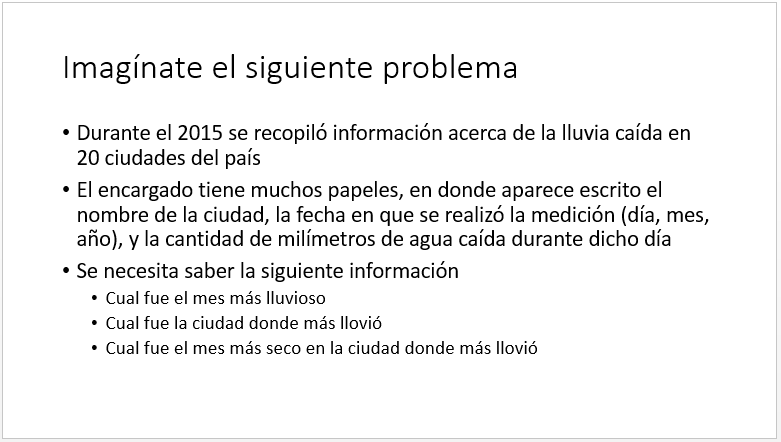 Imagínate el siguiente problema
• Durante el 2015 se recopiló información acerca de la lluvia caída en
20 ciudades del país
• El encargado tiene muchos papeles, en donde aparece escrito el
nombre de la ciudad, la fecha en que se realizó la medición (día, mes,
año), y la cantidad de milímetros de agua caída durante dicho día
• Se necesita saber la siguiente información
• Cual fue el mes más lluvioso
• Cual fue la ciudad donde más llovió
• Cual fue el mes más seco en la ciudad donde más llovió